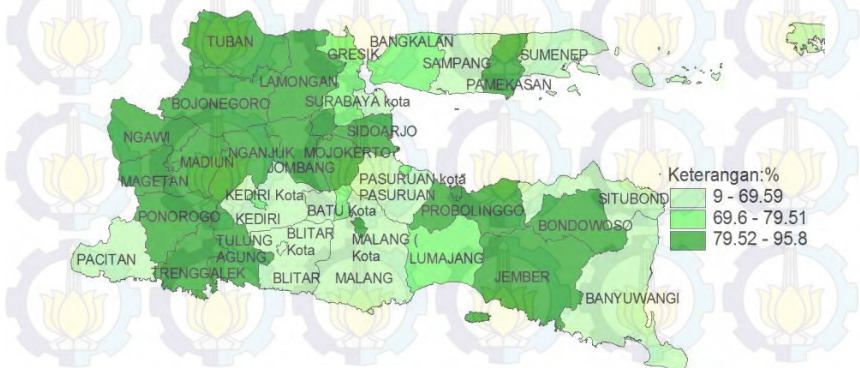 TUBAN
BANGKALAN
GRESIK
SAMPANG
SUMENEP
LAMONGAN
PAMEKASAN
BOJONEGORO
SURABAYA kota
NGAWI
SIDOARJO
NGANJUK
MOJOKERTO
MADIUN
JOMBANG
MAGETAN
PASURUAN kota
KEDIRI Kota
PASURUAN
PONOROGO
KEDIRI
BATU Kota
PROBOLINGGO
SITUBOND
BONDOWOSO
TULUNG
AGUNG
BLITAR
Kota
MALANG (
Kota
LUMAJANG
PACITAN
TRENGGALEK
BLITAR
MALANG
JEMBER
BANYUWANGI
Keterangan:%
9 - 69.59
69.6 - 79.51
79.52 - 95.8